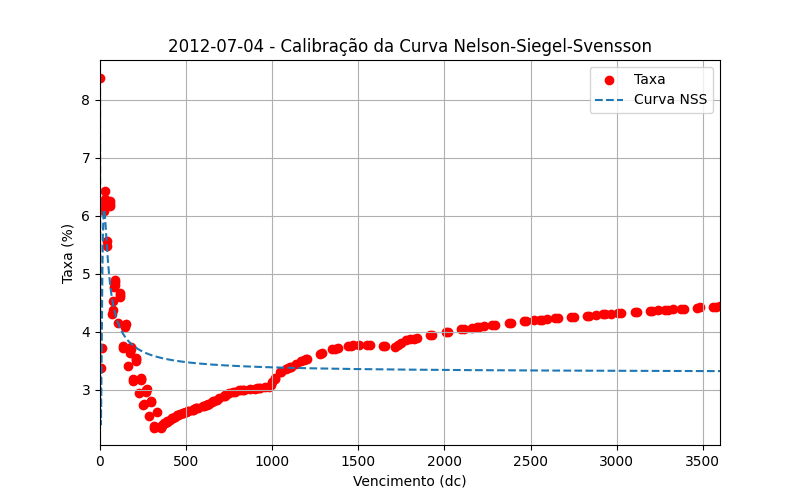 2012-07-04 - Calibração da Curva Nelson-Siegel-Svensson
Taxa
Curva NSS
Taxa (%)
8
7
6
5
4
3
0 500 1000 1500 2000 2500 3000 3500
Vencimento (dc)